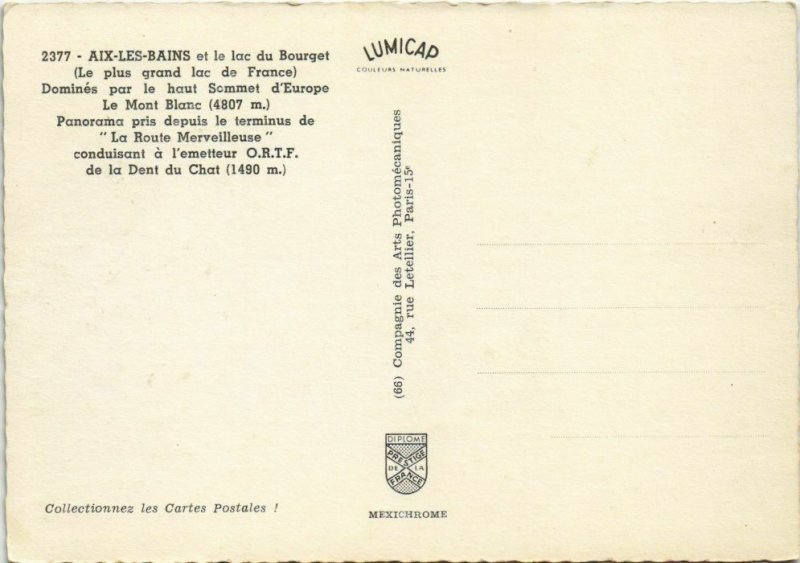 2377 - AIX-LES-BAINS et le lac du Bourget
(Le plus grand lac de France)
Dominés par le haut Sommet d'Europe
Le Mont Blanc (4807 m.)
Panorama pris depuis le terminus de
" La Route Merveilleuse "
conduisant à l'emetteur O.R.T.F.
de la Dent du Chat (1490 m.)
LUMICAP
COULEURS NATURELLES
(66) Compagnie des Arts Photomécaniques
44, rue Letellier, Paris-15e
DIPLOME
PRESTIGE
DE LA
FRANCE
MEXICHROME
Collectionnez les Cartes Postales !